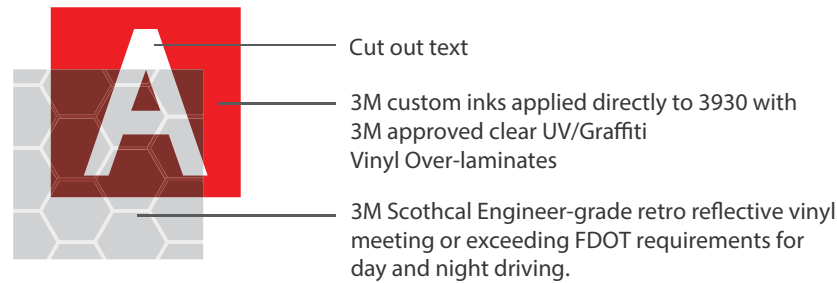 A
Cut out text
3M custom inks applied directly to 3930 with
3M approved clear UV/Graffiti
Vinyl Over-laminates
3M Scothcal Engineer-grade retro reflective vinyl
meeting or exceeding FDOT requirements for
day and night driving.